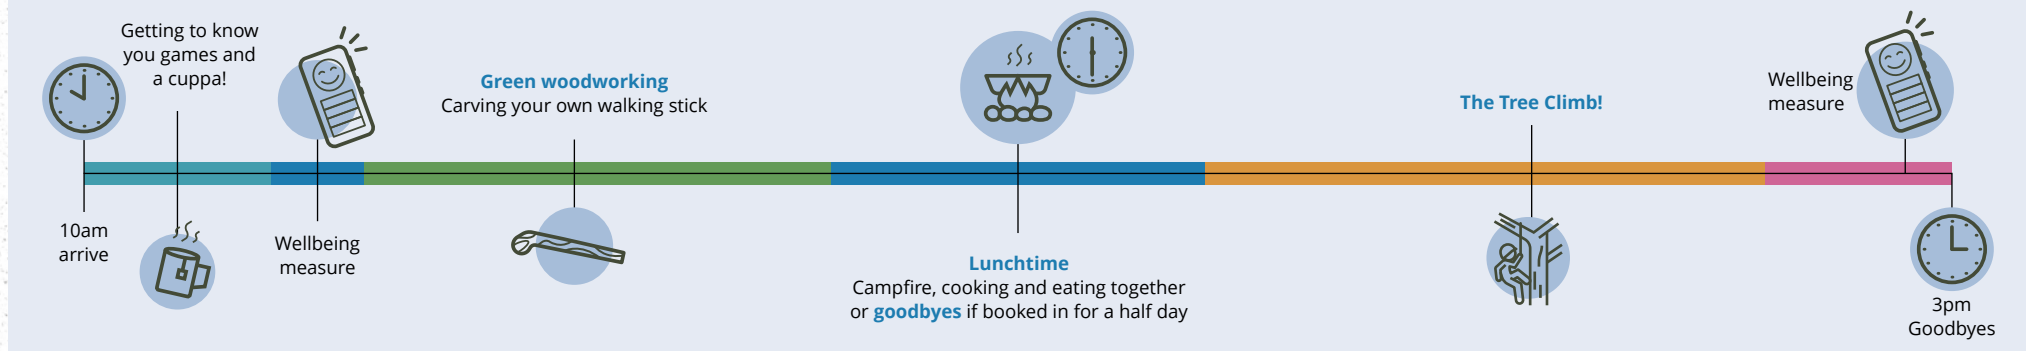 10am
arrive
Getting to know
you games and
a cuppa!
Wellbeing
measure
Green woodworking
Carving your own walking stick
Lunchtime
Campfire, cooking and eating together
or goodbyes if booked in for a half day
The Tree Climb!
Wellbeing
measure
3pm
Goodbyes